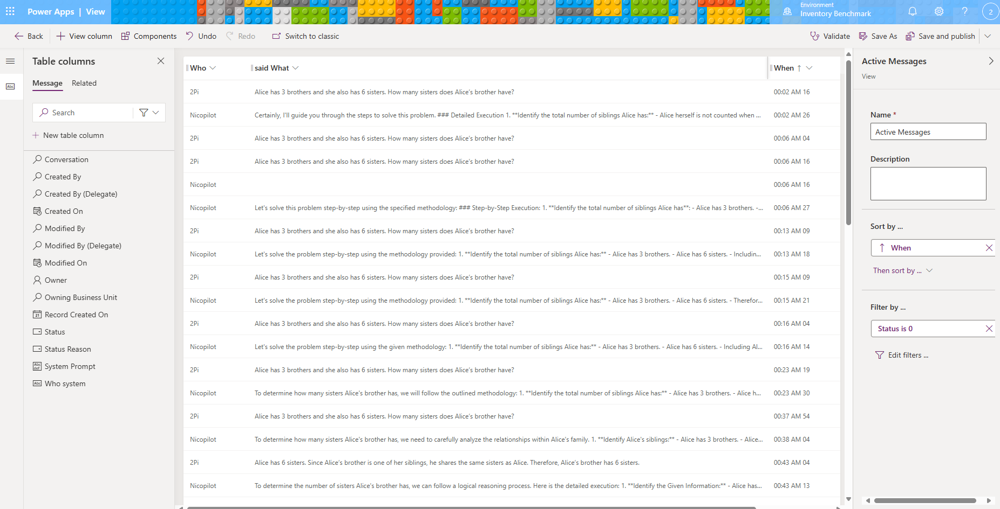 Power Apps | View
Environment
Inventory Benchmark
2
Back
View column
Components
Undo
Redo
Switch to classic
Validate
Save As
Save and publish
Table columns
Message
Related
Search
New table column
Conversation
Created By
Created By (Delegate)
Created On
Modified By
Modified By (Delegate)
Modified On
Owner
Owning Business Unit
Record Created On
Status
Status Reason
System Prompt
Who system
Who said What When ↑
2Pi Alice has 3 brothers and she also has 6 sisters. How many sisters does Alice's brother have? 00:02 AM 16
Nicopilot Certainly, I'll guide you through the steps to solve this problem. ### Detailed Execution 1. **Identify the total number of siblings Alice has:** - Alice herself is not counted when ... 00:02 AM 26
2Pi Alice has 3 brothers and she also has 6 sisters. How many sisters does Alice's brother have? 00:06 AM 04
2Pi Alice has 3 brothers and she also has 6 sisters. How many sisters does Alice's brother have? 00:06 AM 16
Nicopilot 00:06 AM 16
Nicopilot Let's solve this problem step-by-step using the specified methodology: ### Step-by-Step Execution: 1. **Identify the total number of siblings Alice has**: - Alice has 3 brothers. -... 00:06 AM 27
2Pi Alice has 3 brothers and she also has 6 sisters. How many sisters does Alice's brother have? 00:13 AM 09
Nicopilot Let's solve the problem step-by-step using the methodology provided: 1. **Identify the total number of siblings Alice has:** - Alice has 3 brothers. - Alice has 6 sisters. - Includin... 00:13 AM 18
2Pi Alice has 3 brothers and she also has 6 sisters. How many sisters does Alice's brother have? 00:15 AM 09
Nicopilot Let's solve the problem step-by-step using the methodology provided: 1. **Identify the total number of siblings Alice has:** - Alice has 3 brothers. - Alice has 6 sisters. - Therefor... 00:15 AM 21
2Pi Alice has 3 brothers and she also has 6 sisters. How many sisters does Alice's brother have? 00:16 AM 04
Nicopilot Let's solve the problem step-by-step using the given methodology: 1. **Identify the total number of siblings Alice has:** - Alice has 3 brothers. - Alice has 6 sisters. - Including Al... 00:16 AM 14
2Pi Alice has 3 brothers and she also has 6 sisters. How many sisters does Alice's brother have? 00:23 AM 19
Nicopilot To determine how many sisters Alice's brother has, we will follow the outlined methodology: 1. **Identify the total number of siblings Alice has:** - Alice has 3 brothers. - Alice h... 00:23 AM 30
2Pi Alice has 3 brothers and she also has 6 sisters. How many sisters does Alice's brother have? 00:37 AM 54
Nicopilot To determine how many sisters Alice's brother has, we need to carefully analyze the relationships within Alice's family. 1. **Identify Alice's siblings:** - Alice has 3 brothers. - Alice... 00:38 AM 04
2Pi Alice has 6 sisters. Since Alice's brother is one of her siblings, he shares the same sisters as Alice. Therefore, Alice's brother has 6 sisters. 00:43 AM 04
Nicopilot To determine the number of sisters Alice's brother has, we can follow a logical reasoning process. Here is the detailed execution: 1. **Identify the Given Information:** - Alice has... 00:43 AM 13
Active Messages
View
Name *
Active Messages
Description
Sort by ...
↑ When
Then sort by ...
Filter by ...
Status is 0
Edit filters ...